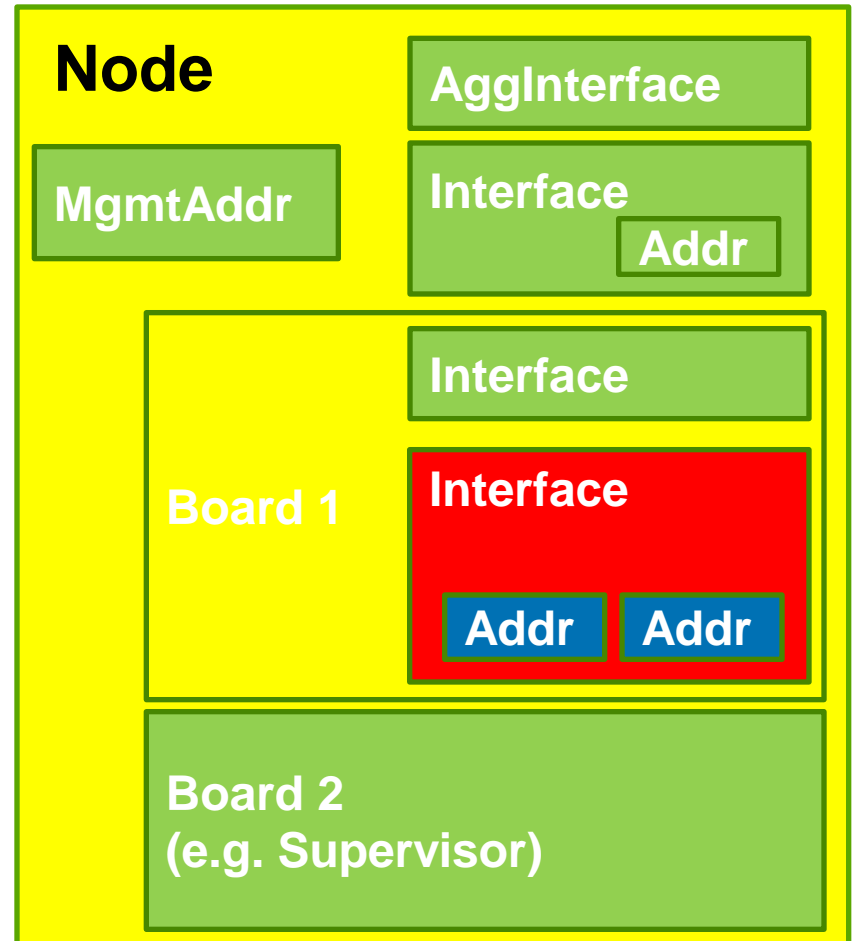 Node
AggInterface
MgmtAddr
Interface
Addr
Interface
Board 1
Interface
Addr Addr
Board 2
(e.g. Supervisor)